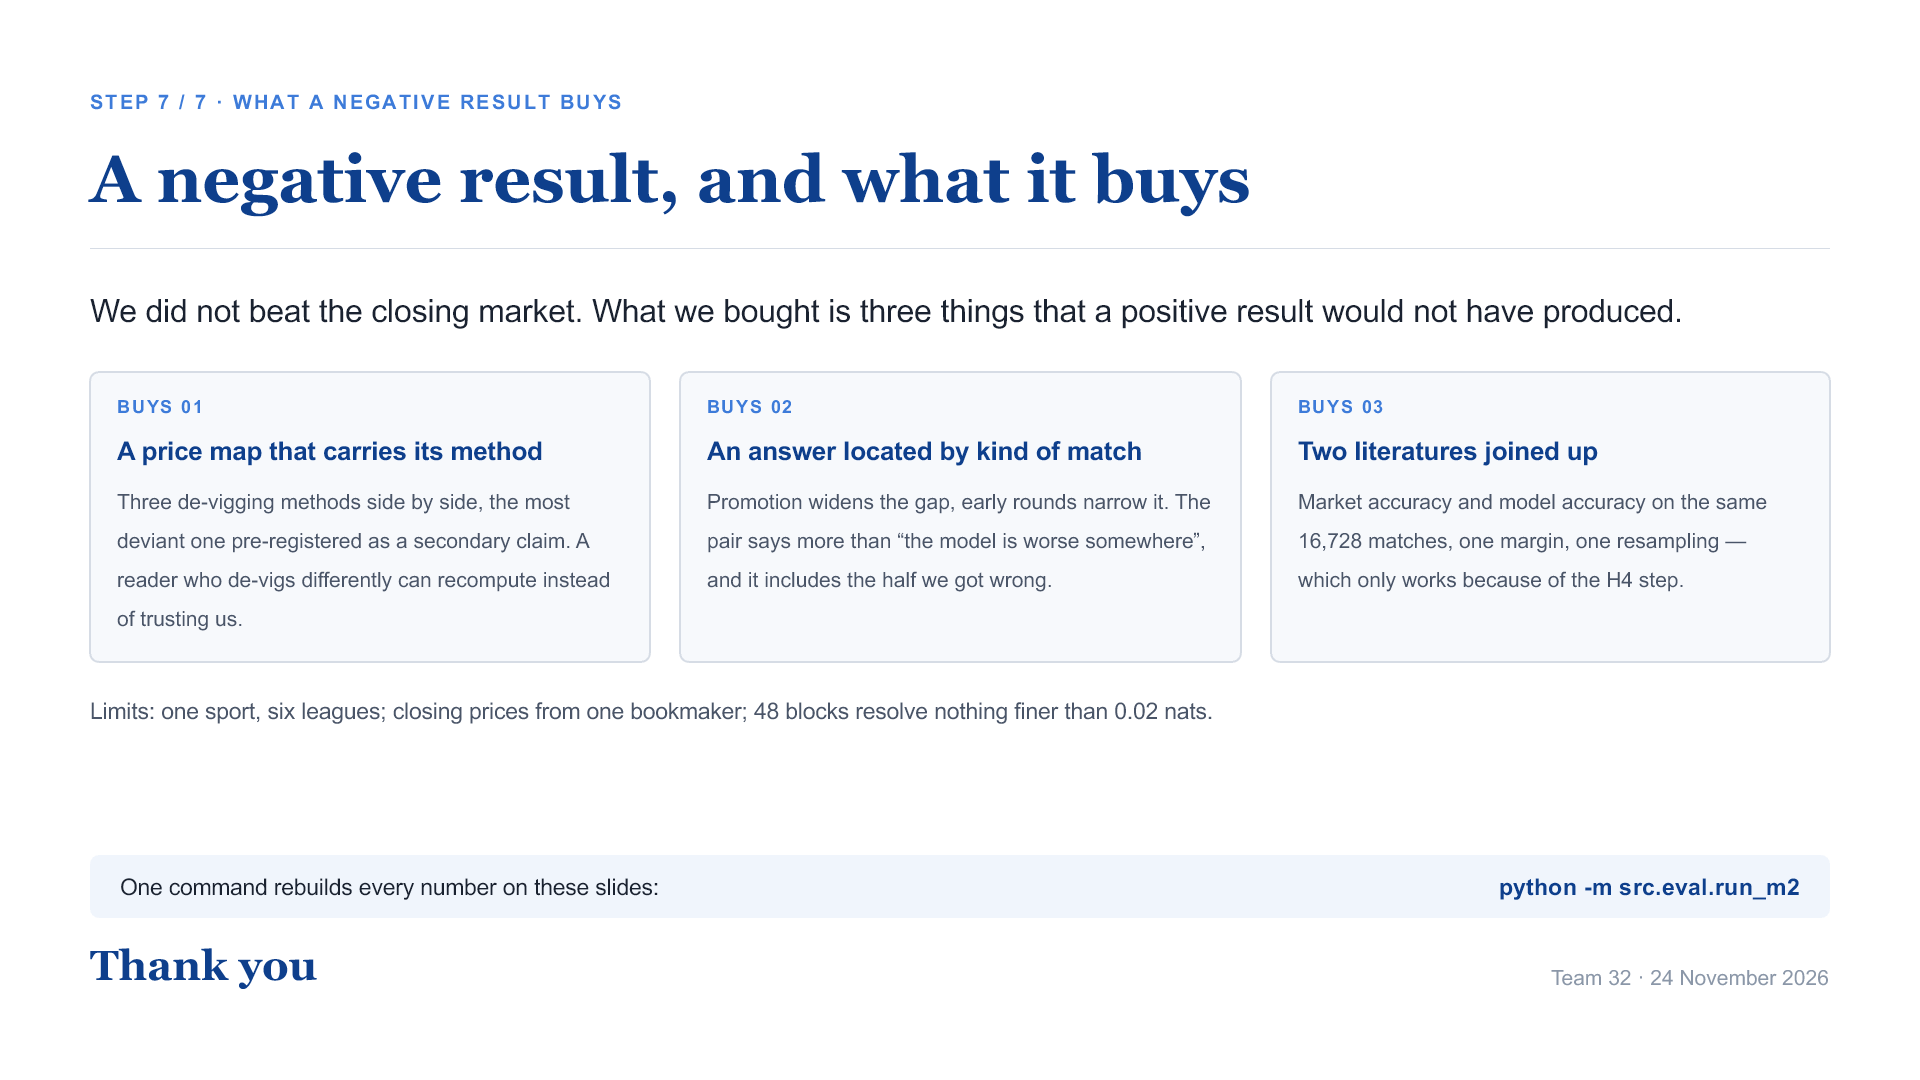 STEP 7 / 7 · WHAT A NEGATIVE RESULT BUYS
A negative result, and what it buys
We did not beat the closing market. What we bought is three things that a positive result would not have produced.
BUYS 01
A price map that carries its method
Three de-vigging methods side by side, the most
deviant one pre-registered as a secondary claim. A
reader who de-vigs differently can recompute instead
of trusting us.
BUYS 02
An answer located by kind of match
Promotion widens the gap, early rounds narrow it. The
pair says more than “the model is worse somewhere”,
and it includes the half we got wrong.
BUYS 03
Two literatures joined up
Market accuracy and model accuracy on the same
16,728 matches, one margin, one resampling —
which only works because of the H4 step.
Limits: one sport, six leagues; closing prices from one bookmaker; 48 blocks resolve nothing finer than 0.02 nats.
One command rebuilds every number on these slides:
python -m src.eval.run_m2
Thank you
Team 32 · 24 November 2026